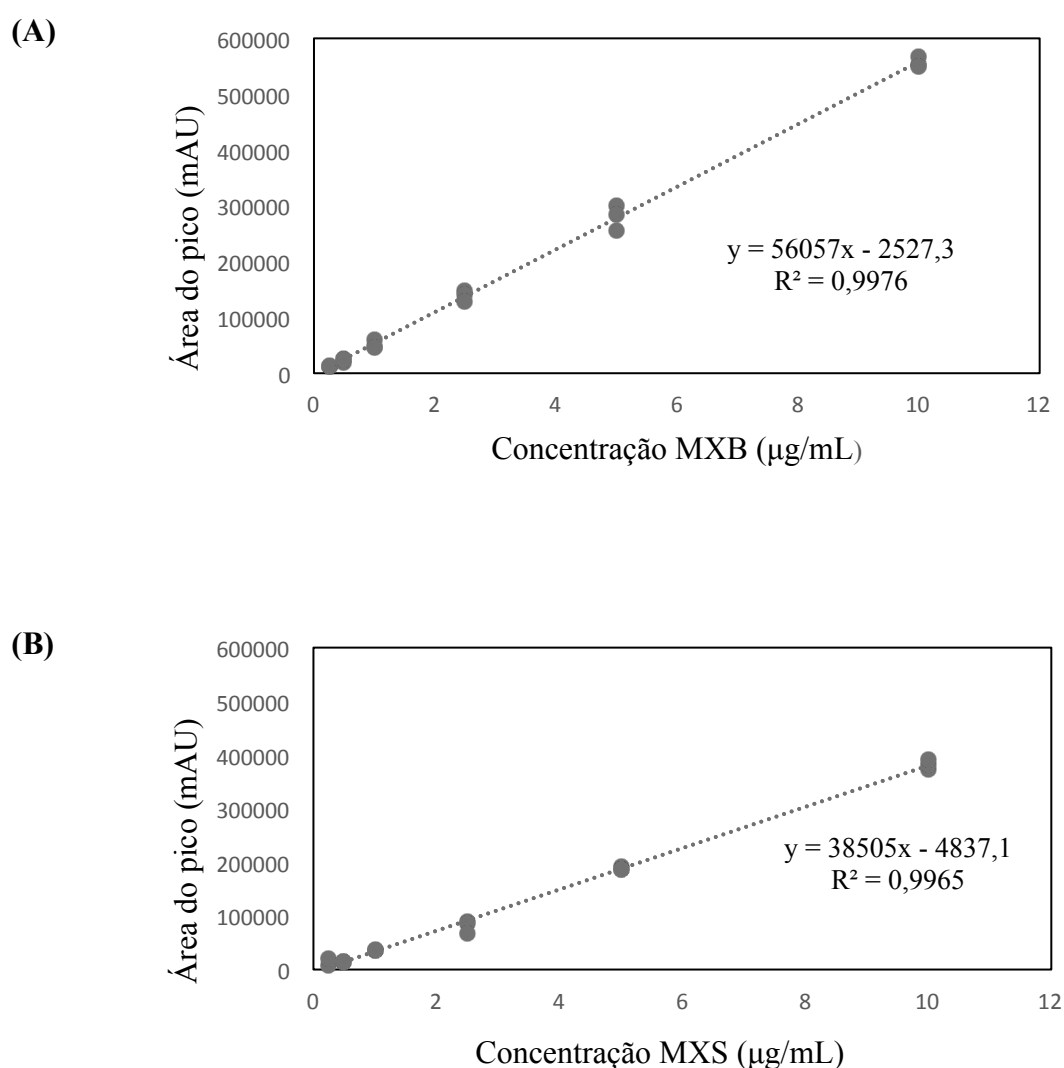 (A)
Área do pico (mAU)
600000
500000
400000
300000
200000
100000
0
y = 56057x - 2527,3
R² = 0,9976
0 2 4 6 8 10 12
Concentração MXB (µg/mL)
(B)
Área do pico (mAU)
600000
500000
400000
300000
200000
100000
0
y = 38505x - 4837,1
R² = 0,9965
0 2 4 6 8 10 12
Concentração MXS (µg/mL)